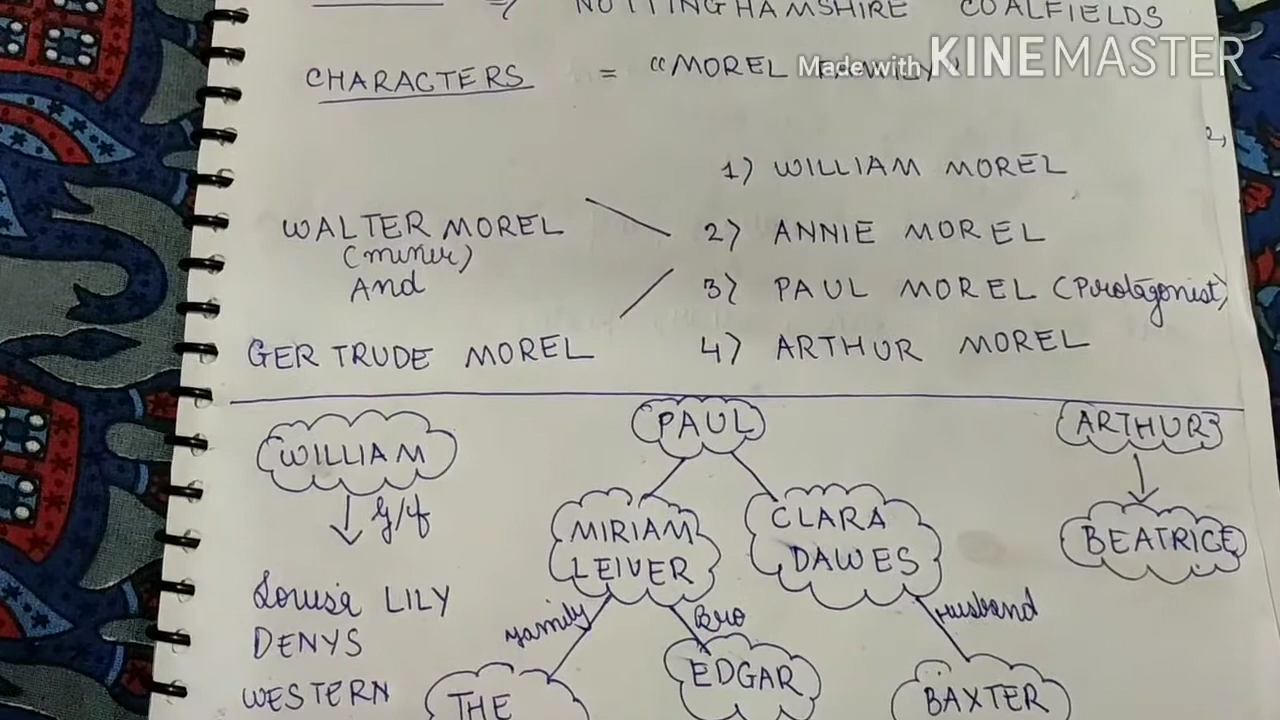 NOTTINGHAMSHIRE COALFIELDS
Made with KINEMASTER
CHARACTERS = "MOREL FAMILY"
1) WILLIAM MOREL
WALTER MOREL
(miner)
And
GERTRUDE MOREL
2) ANNIE MOREL
3) PAUL MOREL (Protagonist)
4) ARTHUR MOREL
WILLIAM
g/f
Louisa LILY
DENYS
WESTERN
PAUL
MIRIAM
LEIVER
CLARA
DAWES
family
Bro
Husband
THE
EDGAR
BAXTER
ARTHUR
BEATRICE